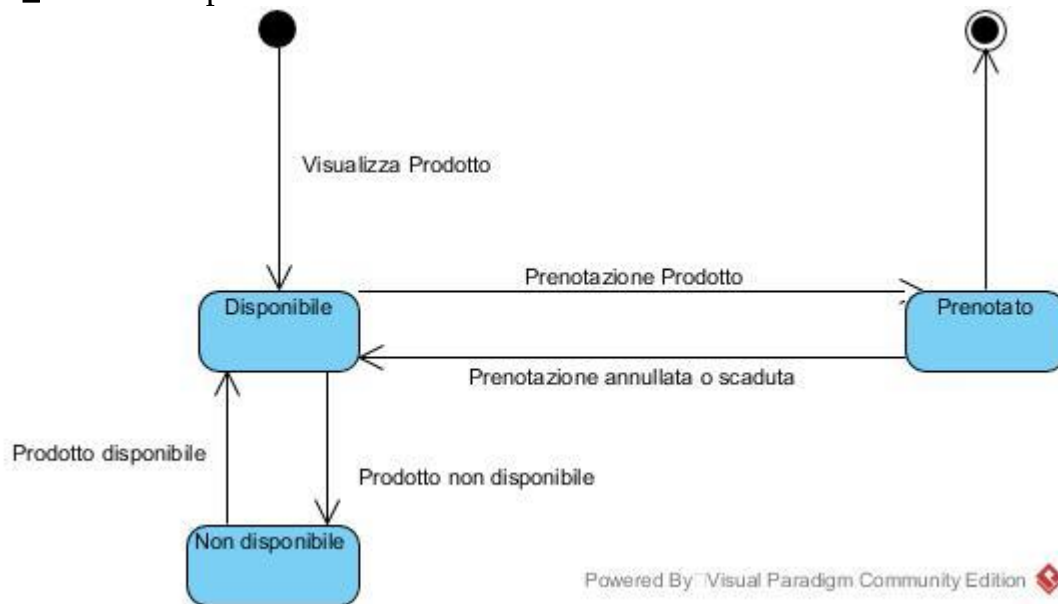 Visualizza Prodotto
Prenotazione Prodotto
Disponibile
Prenotato
Prenotazione annullata o scaduta
Prodotto disponibile
Prodotto non disponibile
Non disponibile
Powered By Visual Paradigm Community Edition